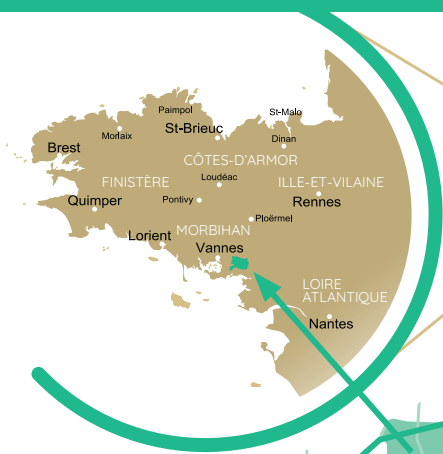 Paimpol
St-Malo
Morlaix
St-Brieuc
Dinan
Brest
CÔTES-D'ARMOR
Loudéac
FINISTÈRE
ILLE-ET-VILAINE
Quimper
Pontivy
Rennes
Ploërmel
MORBIHAN
Lorient
Vannes
LOIRE
ATLANTIQUE
Nantes